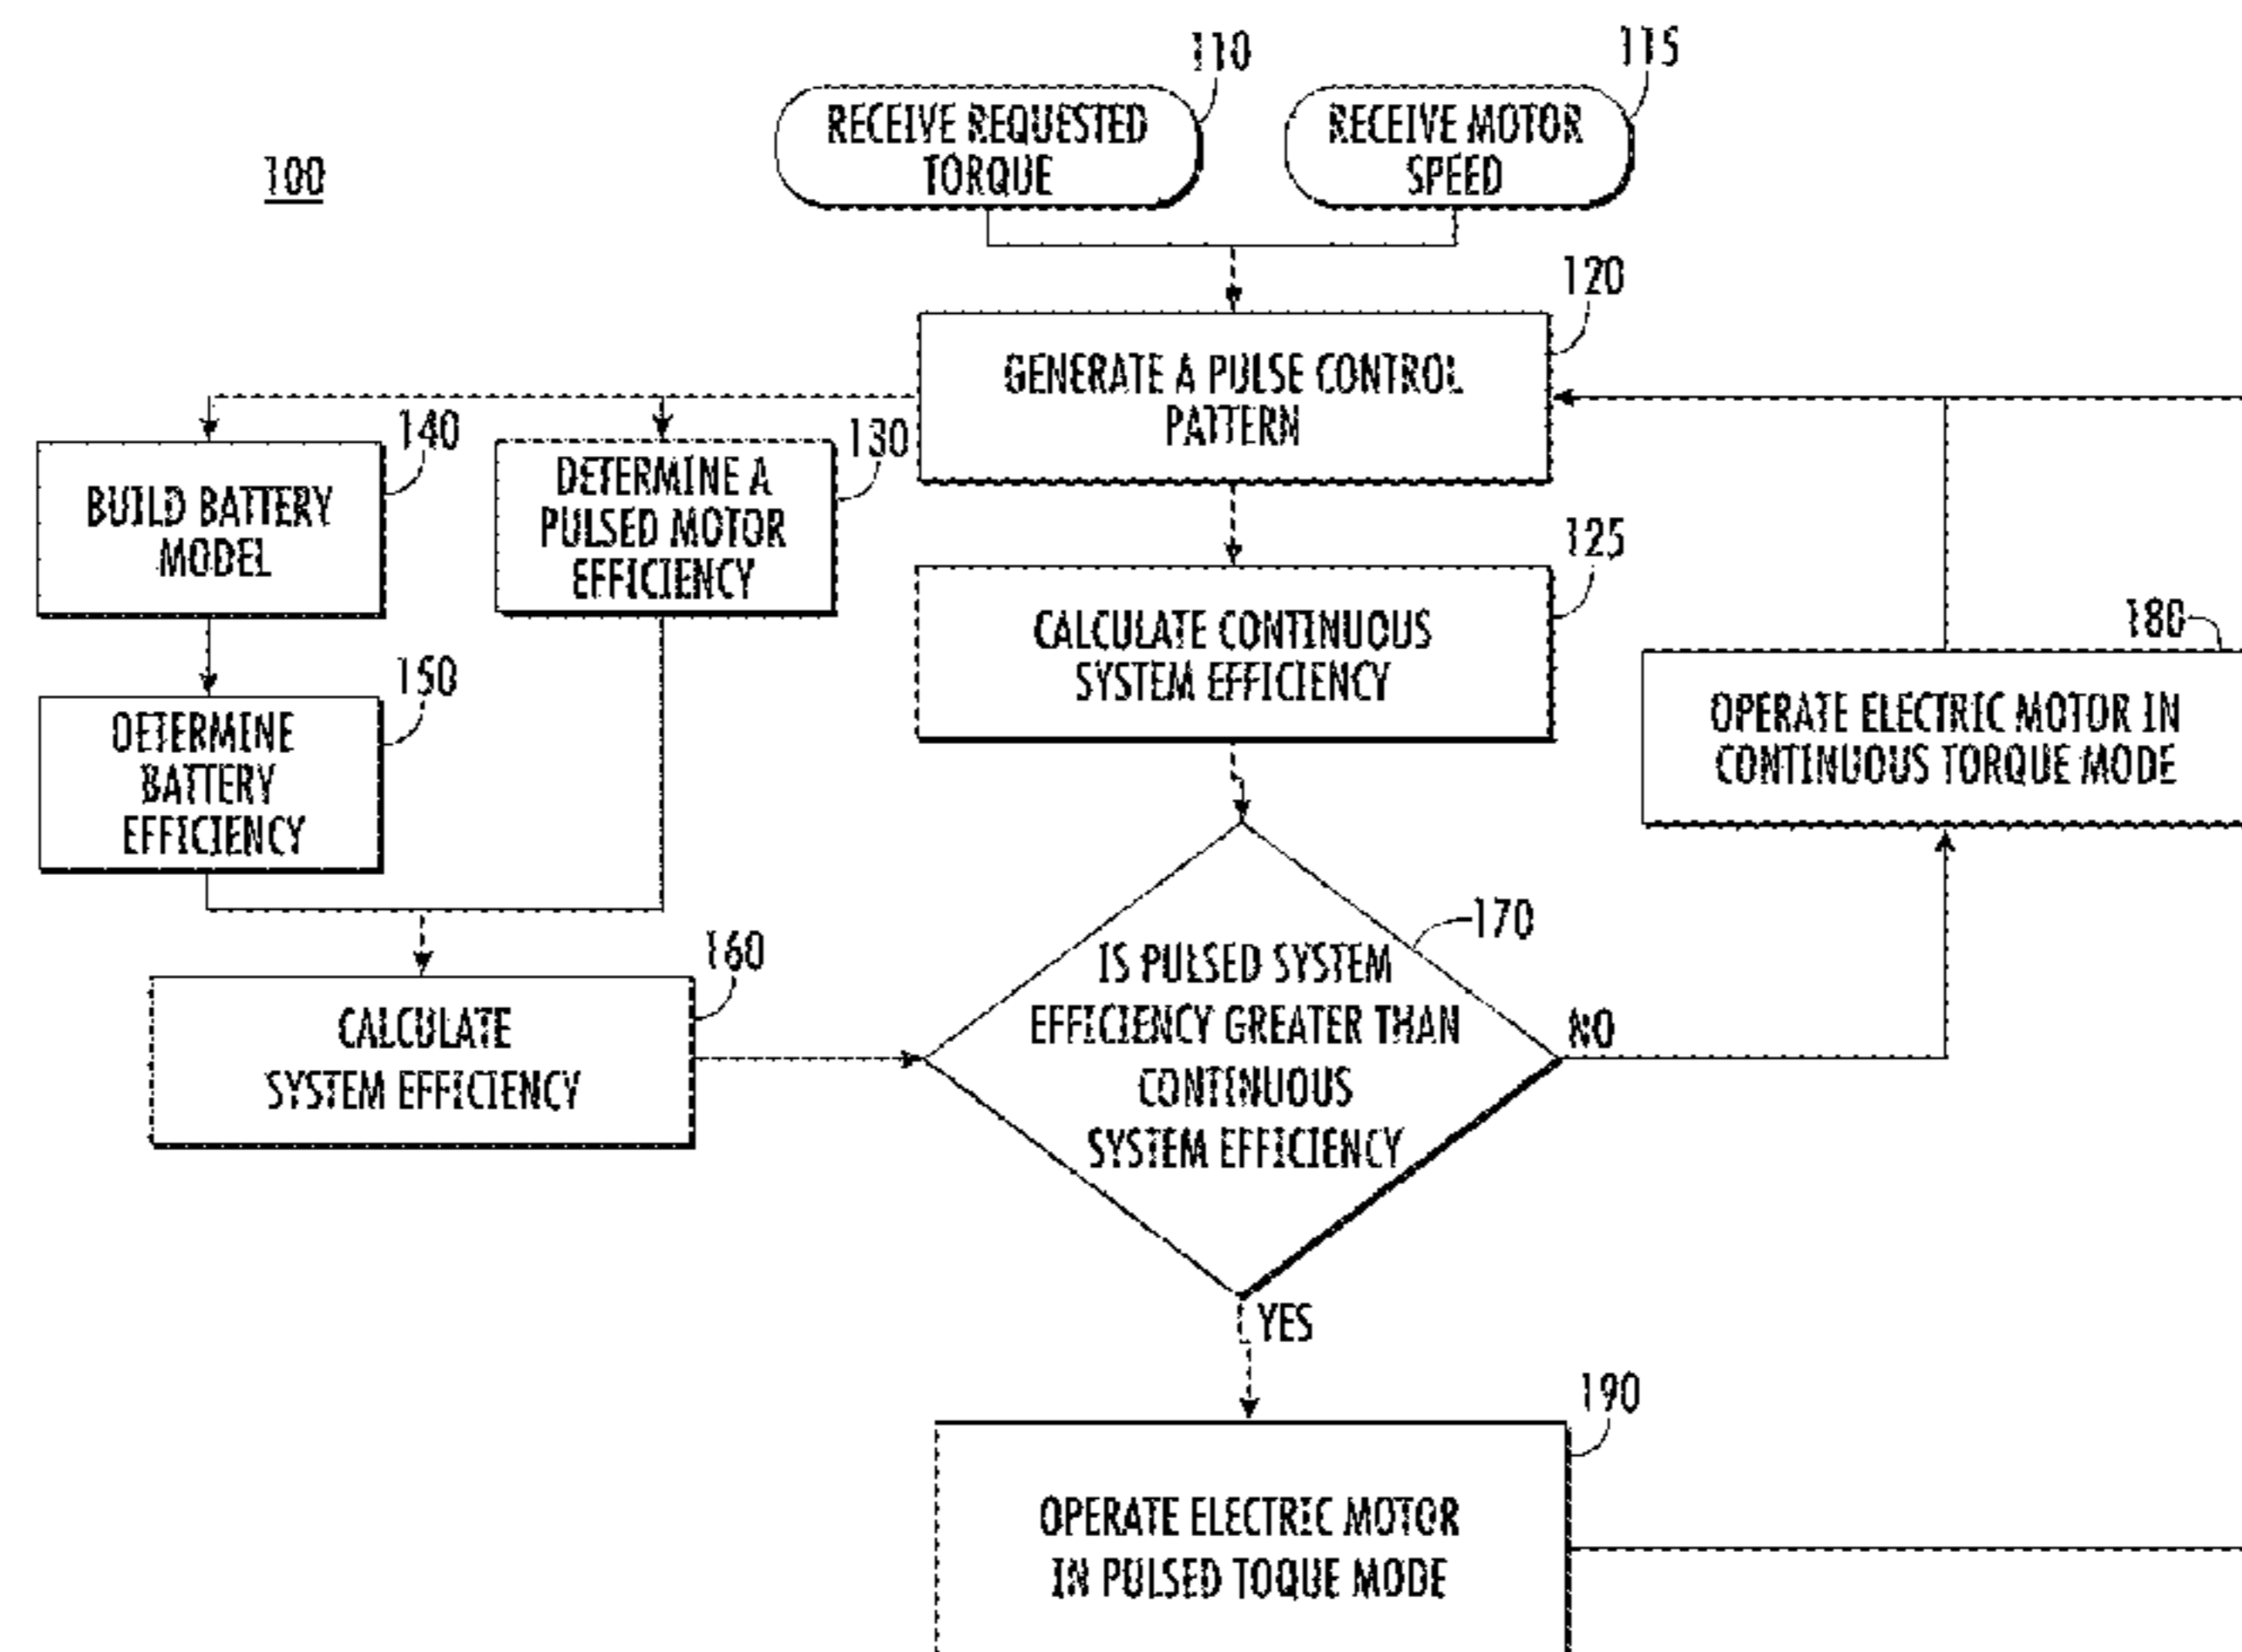 100
110
RECEIVE REQUESTED
TORQUE
115
RECEIVE MOTOR
SPEED
120
GENERATE A PULSE CONTROL
PATTERN
140
BUILD BATTERY
MODEL
130
DETERMINE A
PULSED MOTOR
EFFICIENCY
125
CALCULATE CONTINUOUS
SYSTEM EFFICIENCY
180
OPERATE ELECTRIC MOTOR IN
CONTINUOUS TORQUE MODE
150
DETERMINE
BATTERY
EFFICIENCY
160
CALCULATE
SYSTEM EFFICIENCY
170
IS PULSED SYSTEM
EFFICIENCY GREATER THAN
CONTINUOUS
SYSTEM EFFICIENCY
NO
YES
190
OPERATE ELECTRIC MOTOR
IN PULSED TOQUE MODE